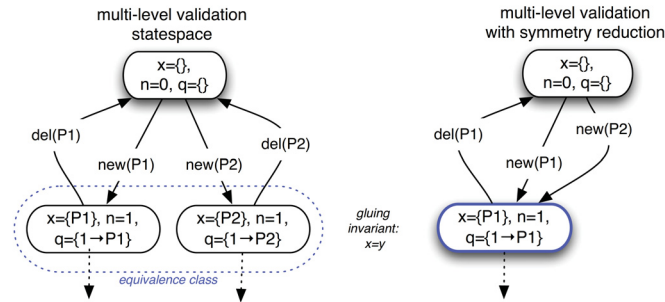 multi-level validation
statespace
x={},
n=0, q={}
del(P1)
new(P1)
new(P2)
del(P2)
x={P1}, n=1,
q={1→P1}
x={P2}, n=1,
q={1→P2}
equivalence class
gluing
invariant:
x=y
multi-level validation
with symmetry reduction
x={},
n=0, q={}
del(P1)
new(P1)
new(P2)
x={P1}, n=1,
q={1→P1}